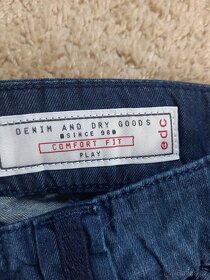 DENIM AND DRY GOODS
SINCE 98
COMFORT FIT
PLAY
edc